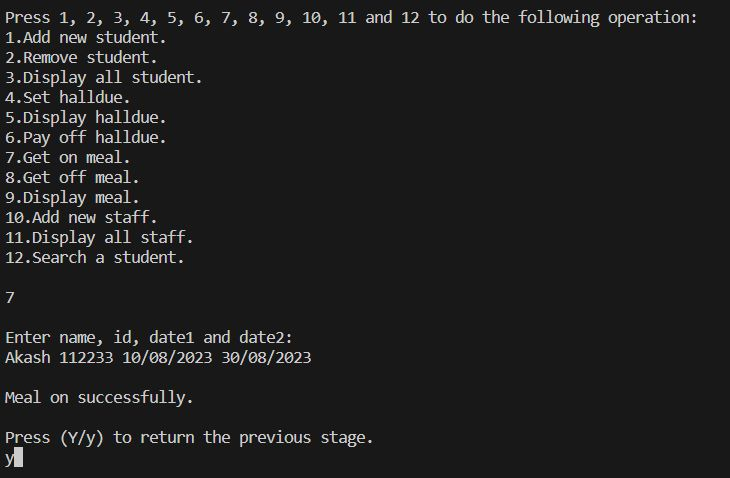 Press 1, 2, 3, 4, 5, 6, 7, 8, 9, 10, 11 and 12 to do the following operation:
1.Add new student.
2.Remove student.
3.Display all student.
4.Set halldue.
5.Display halldue.
6.Pay off halldue.
7.Get on meal.
8.Get off meal.
9.Display meal.
10.Add new staff.
11.Display all staff.
12.Search a student.
7
Enter name, id, date1 and date2:
Akash 112233 10/08/2023 30/08/2023
Meal on successfully.
Press (Y/y) to return the previous stage.
y